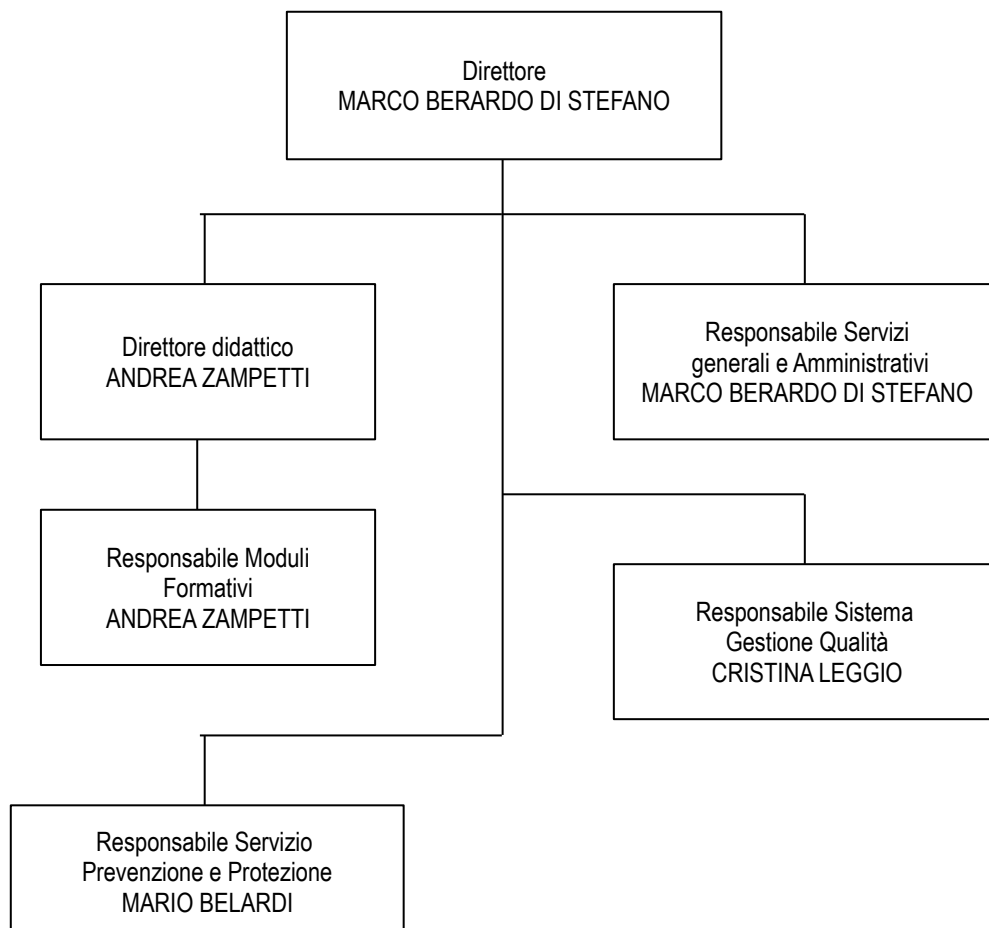 Direttore
MARCO BERARDO DI STEFANO
Direttore didattico
ANDREA ZAMPETTI
Responsabile Servizi
generali e Amministrativi
MARCO BERARDO DI STEFANO
Responsabile Moduli
Formativi
ANDREA ZAMPETTI
Responsabile Sistema
Gestione Qualità
CRISTINA LEGGIO
Responsabile Servizio
Prevenzione e Protezione
MARIO BELARDI